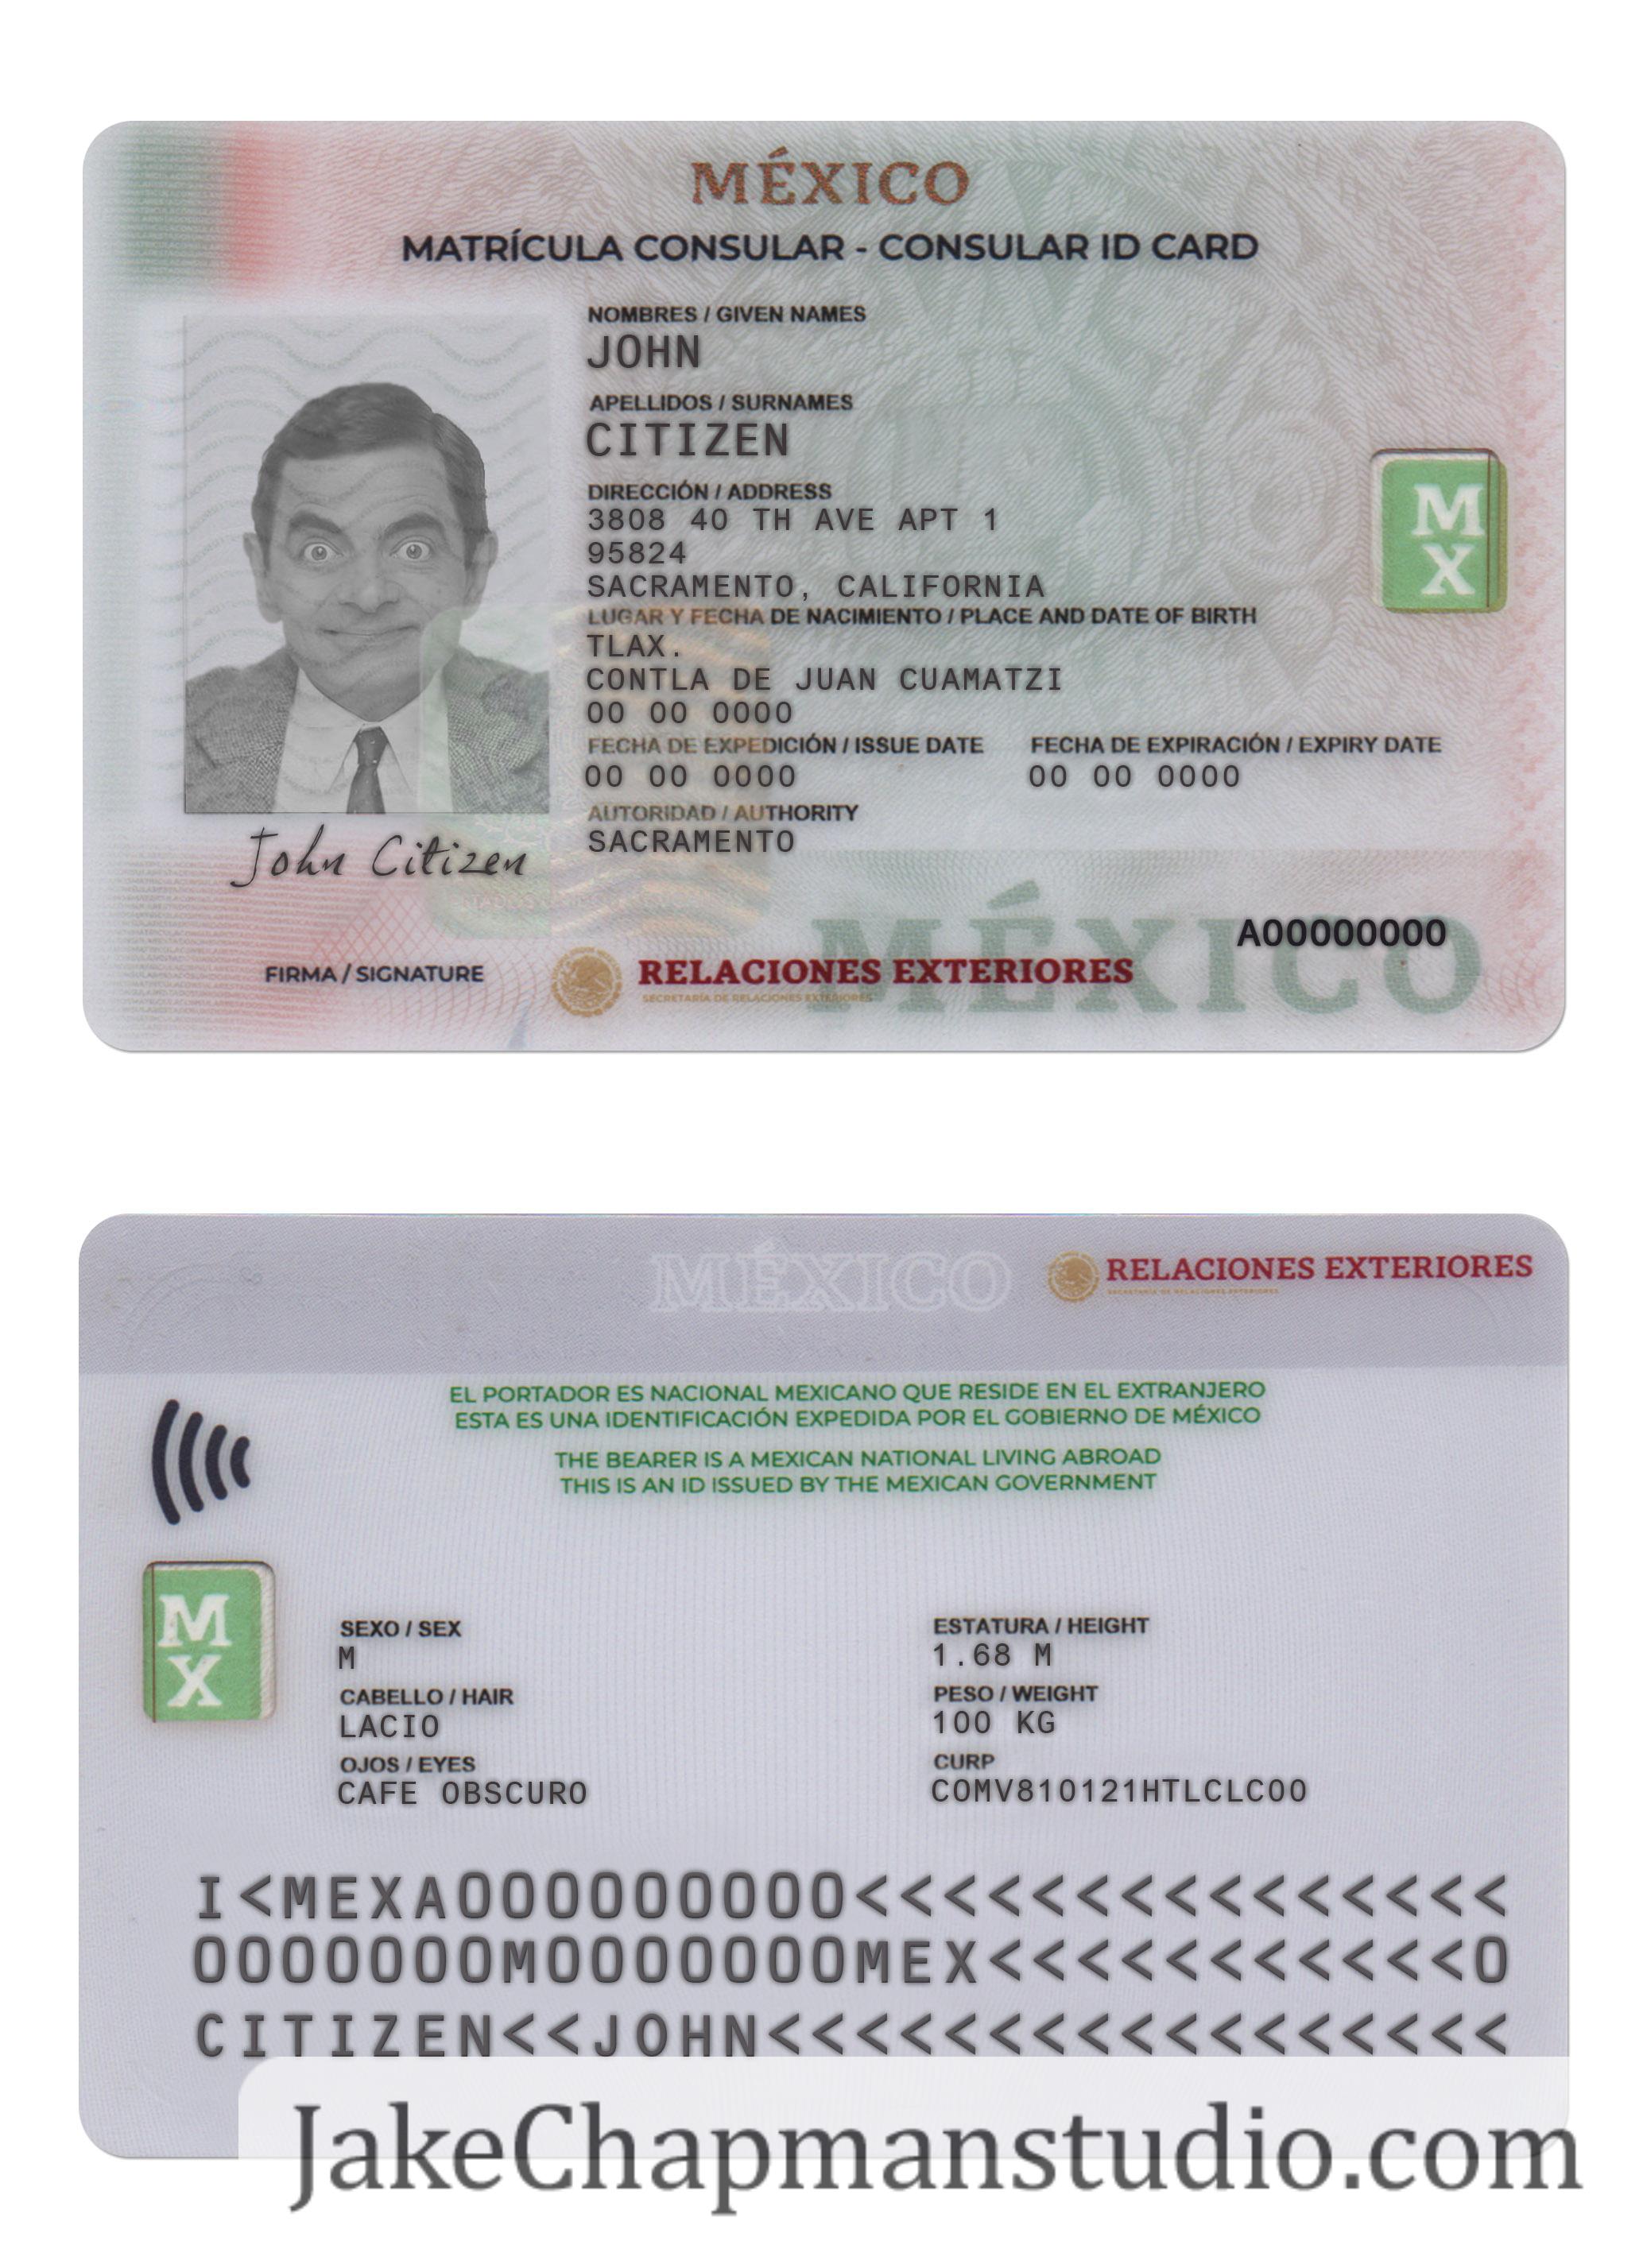 MÉXICO
MATRÍCULA CONSULAR - CONSULAR ID CARD
NOMBRES / GIVEN NAMES
JOHN
APELLIDOS / SURNAMES
CITIZEN
DIRECCIÓN / ADDRESS
3808 40 TH AVE APT 1
95824
SACRAMENTO, CALIFORNIA
LUGAR Y FECHA DE NACIMIENTO / PLACE AND DATE OF BIRTH
TLAX.
CONTLA DE JUAN CUAMATZI
00 00 0000
FECHA DE EXPEDICIÓN / ISSUE DATE FECHA DE EXPIRACIÓN / EXPIRY DATE
00 00 0000 00 00 0000
AUTORIDAD / AUTHORITY
SACRAMENTO
M
X
John Citizen
A00000000
MÉXICO
FIRMA / SIGNATURE
RELACIONES EXTERIORES
SECRETARÍA DE RELACIONES EXTERIORES
MÉXICO
RELACIONES EXTERIORES
SECRETARÍA DE RELACIONES EXTERIORES
EL PORTADOR ES NACIONAL MEXICANO QUE RESIDE EN EL EXTRANJERO
ESTA ES UNA IDENTIFICACIÓN EXPEDIDA POR EL GOBIERNO DE MÉXICO
THE BEARER IS A MEXICAN NATIONAL LIVING ABROAD
THIS IS AN ID ISSUED BY THE MEXICAN GOVERNMENT
M
X
SEXO / SEX ESTATURA / HEIGHT
M 1.68 M
CABELLO / HAIR PESO / WEIGHT
LACIO 100 KG
OJOS / EYES CURP
CAFE OBSCURO COMV810121HTLCLC00
I<MEXA000000000<<<<<<<<<<<<<<<
0000000M0000000MEX<<<<<<<<<<<0
CITIZEN<<JOHN<<<<<<<<<<<<<<<<<
JakeChapmanstudio.com